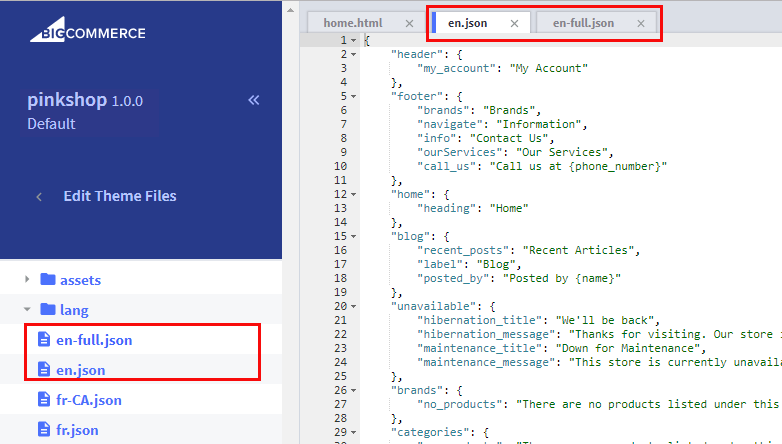 BIGCOMMERCE
pinkshop 1.0.0
Default
Edit Theme Files
assets
lang
en-full.json
en.json
fr-CA.json
fr.json
home.html × en.json × en-full.json ×
1 {
2 "header": {
3 "my_account": "My Account"
4 },
5 "footer": {
6 "brands": "Brands",
7 "navigate": "Information",
8 "info": "Contact Us",
9 "ourServices": "Our Services",
10 "call_us": "Call us at {phone_number}"
11 },
12 "home": {
13 "heading": "Home"
14 },
15 "blog": {
16 "recent_posts": "Recent Articles",
17 "label": "Blog",
18 "posted_by": "Posted by {name}"
19 },
20 "unavailable": {
21 "hibernation_title": "We'll be back",
22 "hibernation_message": "Thanks for visiting. Our store i
23 "maintenance_title": "Down for Maintenance",
24 "maintenance_message": "This store is currently unavaila
25 },
26 "brands": {
27 "no_products": "There are no products listed under this
28 },
29 "categories": {